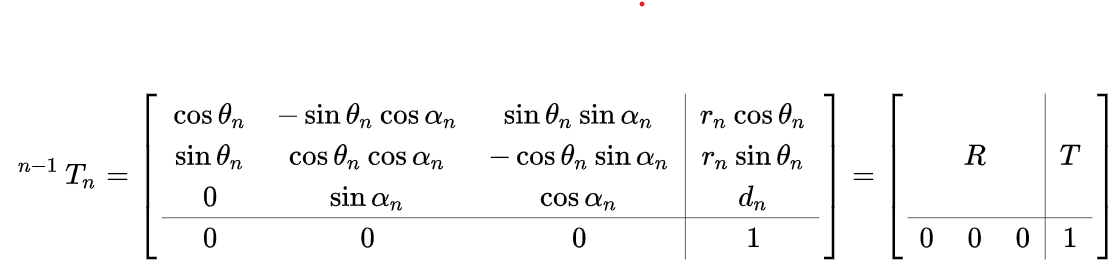 cos θₙ − sin θₙ cos αₙ sin θₙ sin αₙ rₙ cos θₙ
sin θₙ cos θₙ cos αₙ − cos θₙ sin αₙ rₙ sin θₙ R T
ⁿ⁻¹ Tₙ = =
0 sin αₙ cos αₙ dₙ
0 0 0 1 0 0 0 1